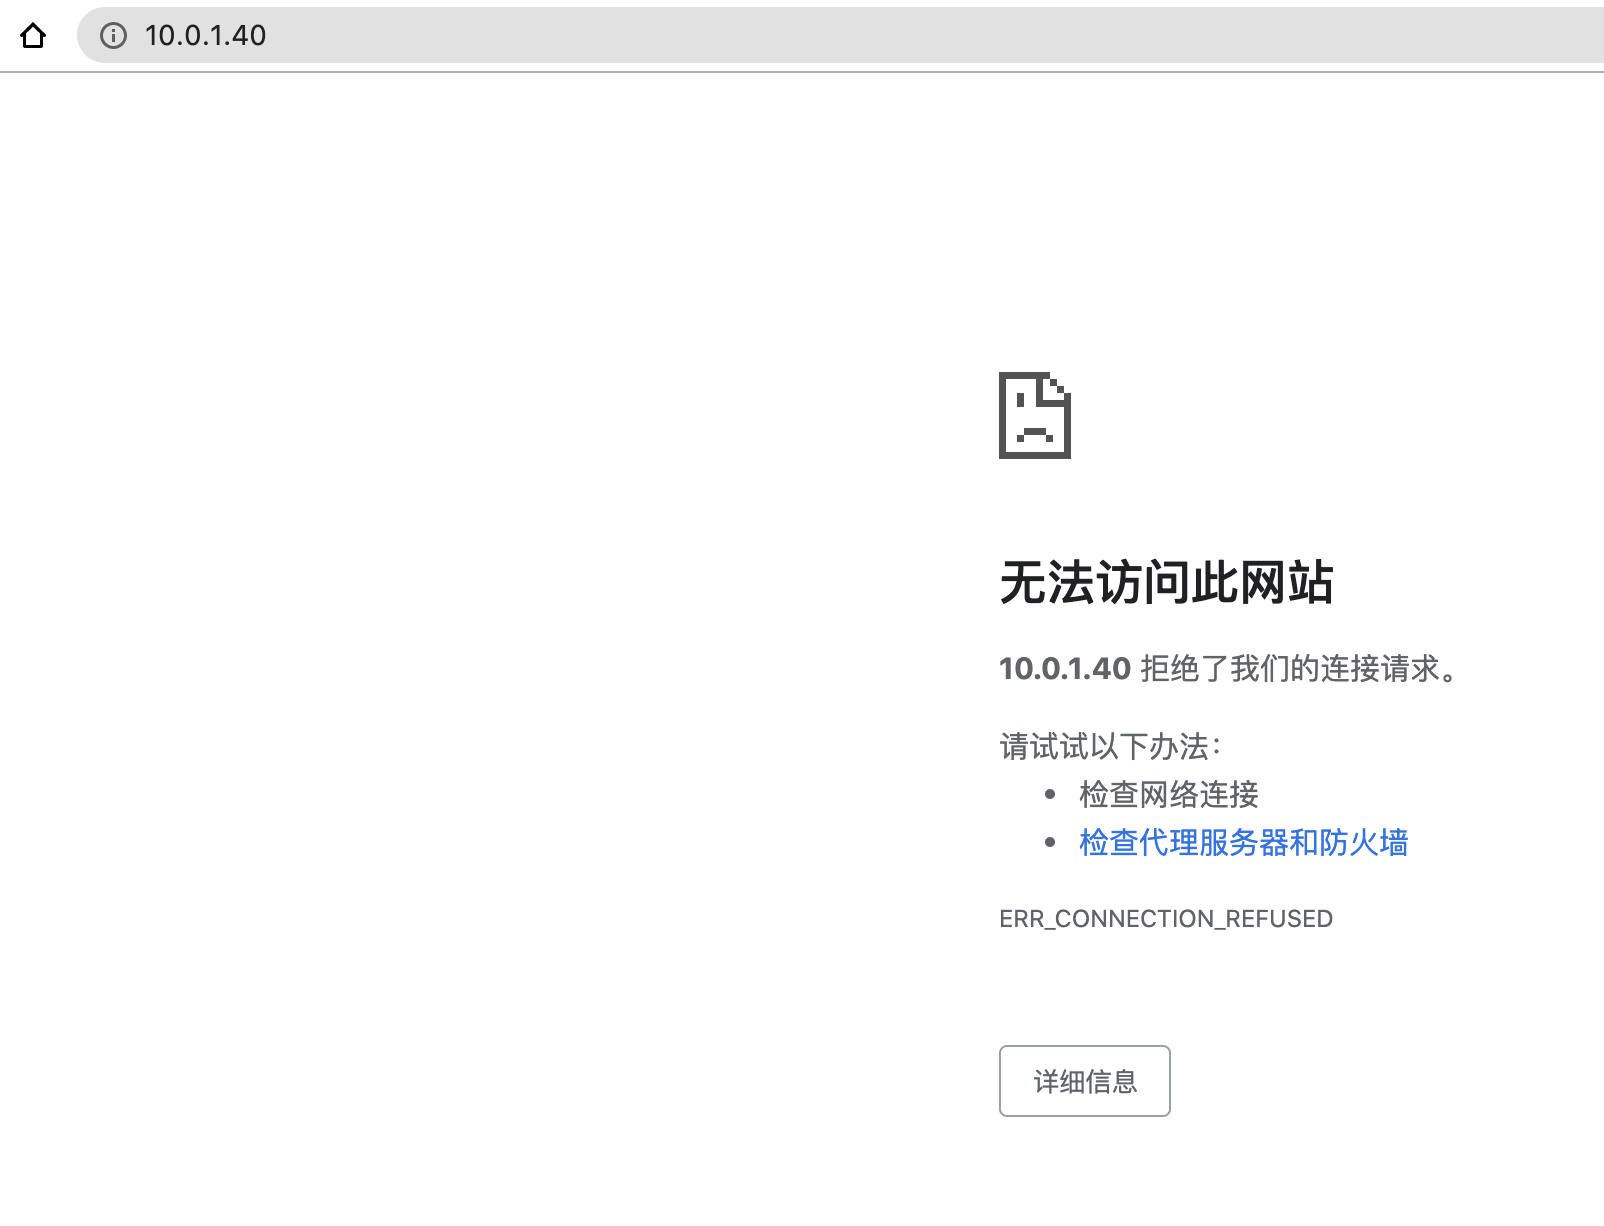 10.0.1.40
无法访问此网站
10.0.1.40 拒绝了我们的连接请求。
请试试以下办法：
• 检查网络连接
• 检查代理服务器和防火墙
ERR_CONNECTION_REFUSED
详细信息